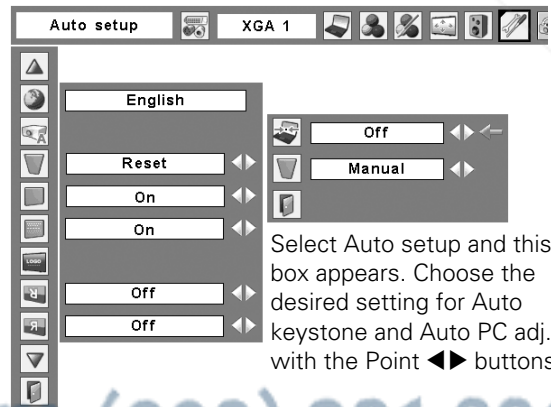 Auto setup
XGA 1
English
Reset
On
On
LOGO
Off
Off
Off
Manual
Select Auto setup and this
box appears. Choose the
desired setting for Auto
keystone and Auto PC adj.
with the Point ◀▶ buttons